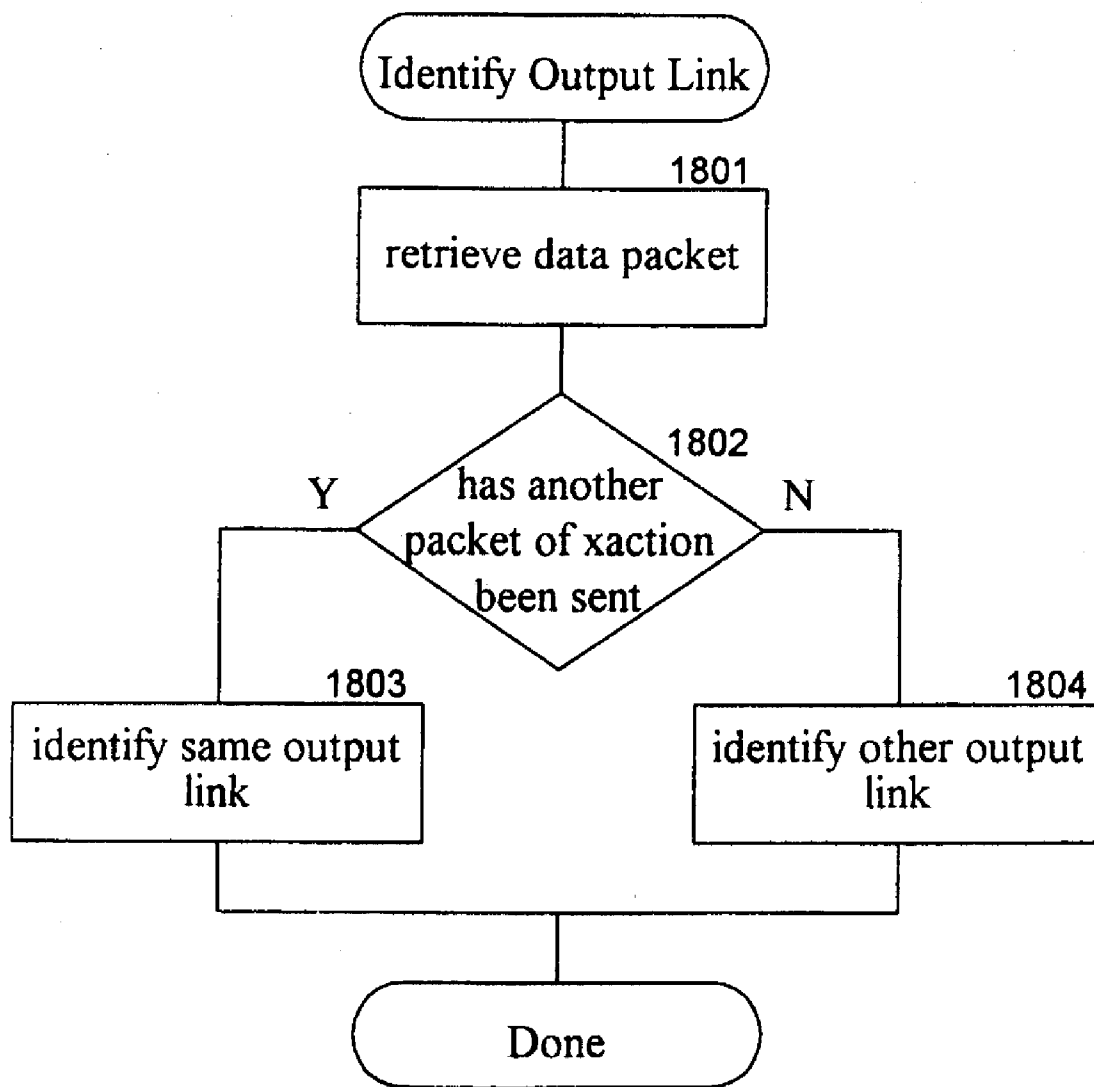 Identify Output Link
1801
retrieve data packet
1802
has another
packet of xaction
been sent
Y
N
1803
identify same output
link
1804
identify other output
link
Done